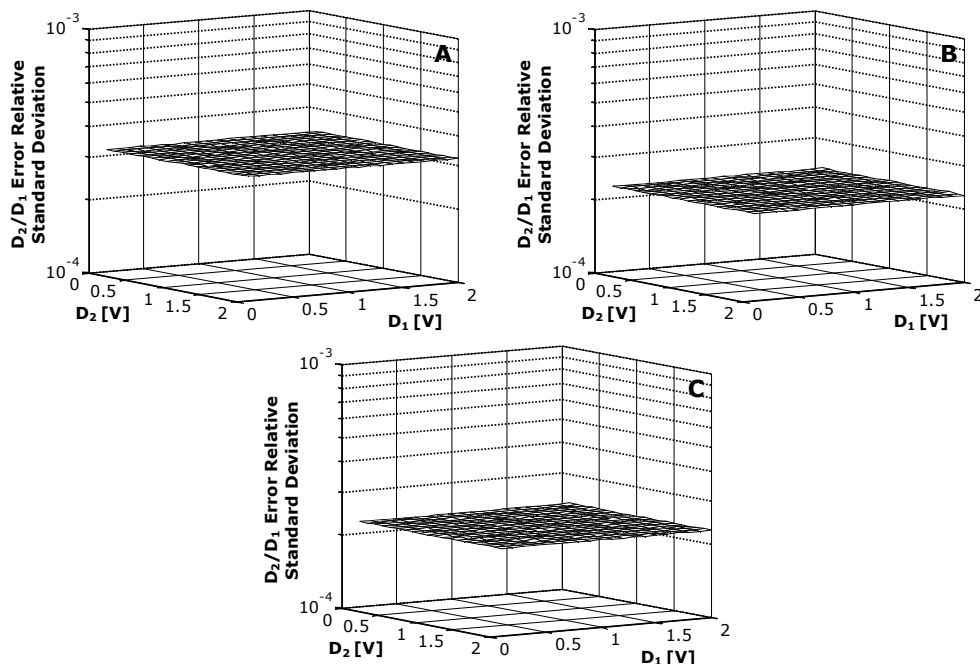 A
10⁻³
10⁻⁴
D₂/D₁ Error Relative
Standard Deviation
0
0.5
1
1.5
2
D₂ [V]
0
0.5
1
1.5
2
D₁ [V]
B
10⁻³
10⁻⁴
D₂/D₁ Error Relative
Standard Deviation
0
0.5
1
1.5
2
D₂ [V]
0
0.5
1
1.5
2
D₁ [V]
C
10⁻³
10⁻⁴
D₂/D₁ Error Relative
Standard Deviation
0
0.5
1
1.5
2
D₂ [V]
0
0.5
1
1.5
2
D₁ [V]